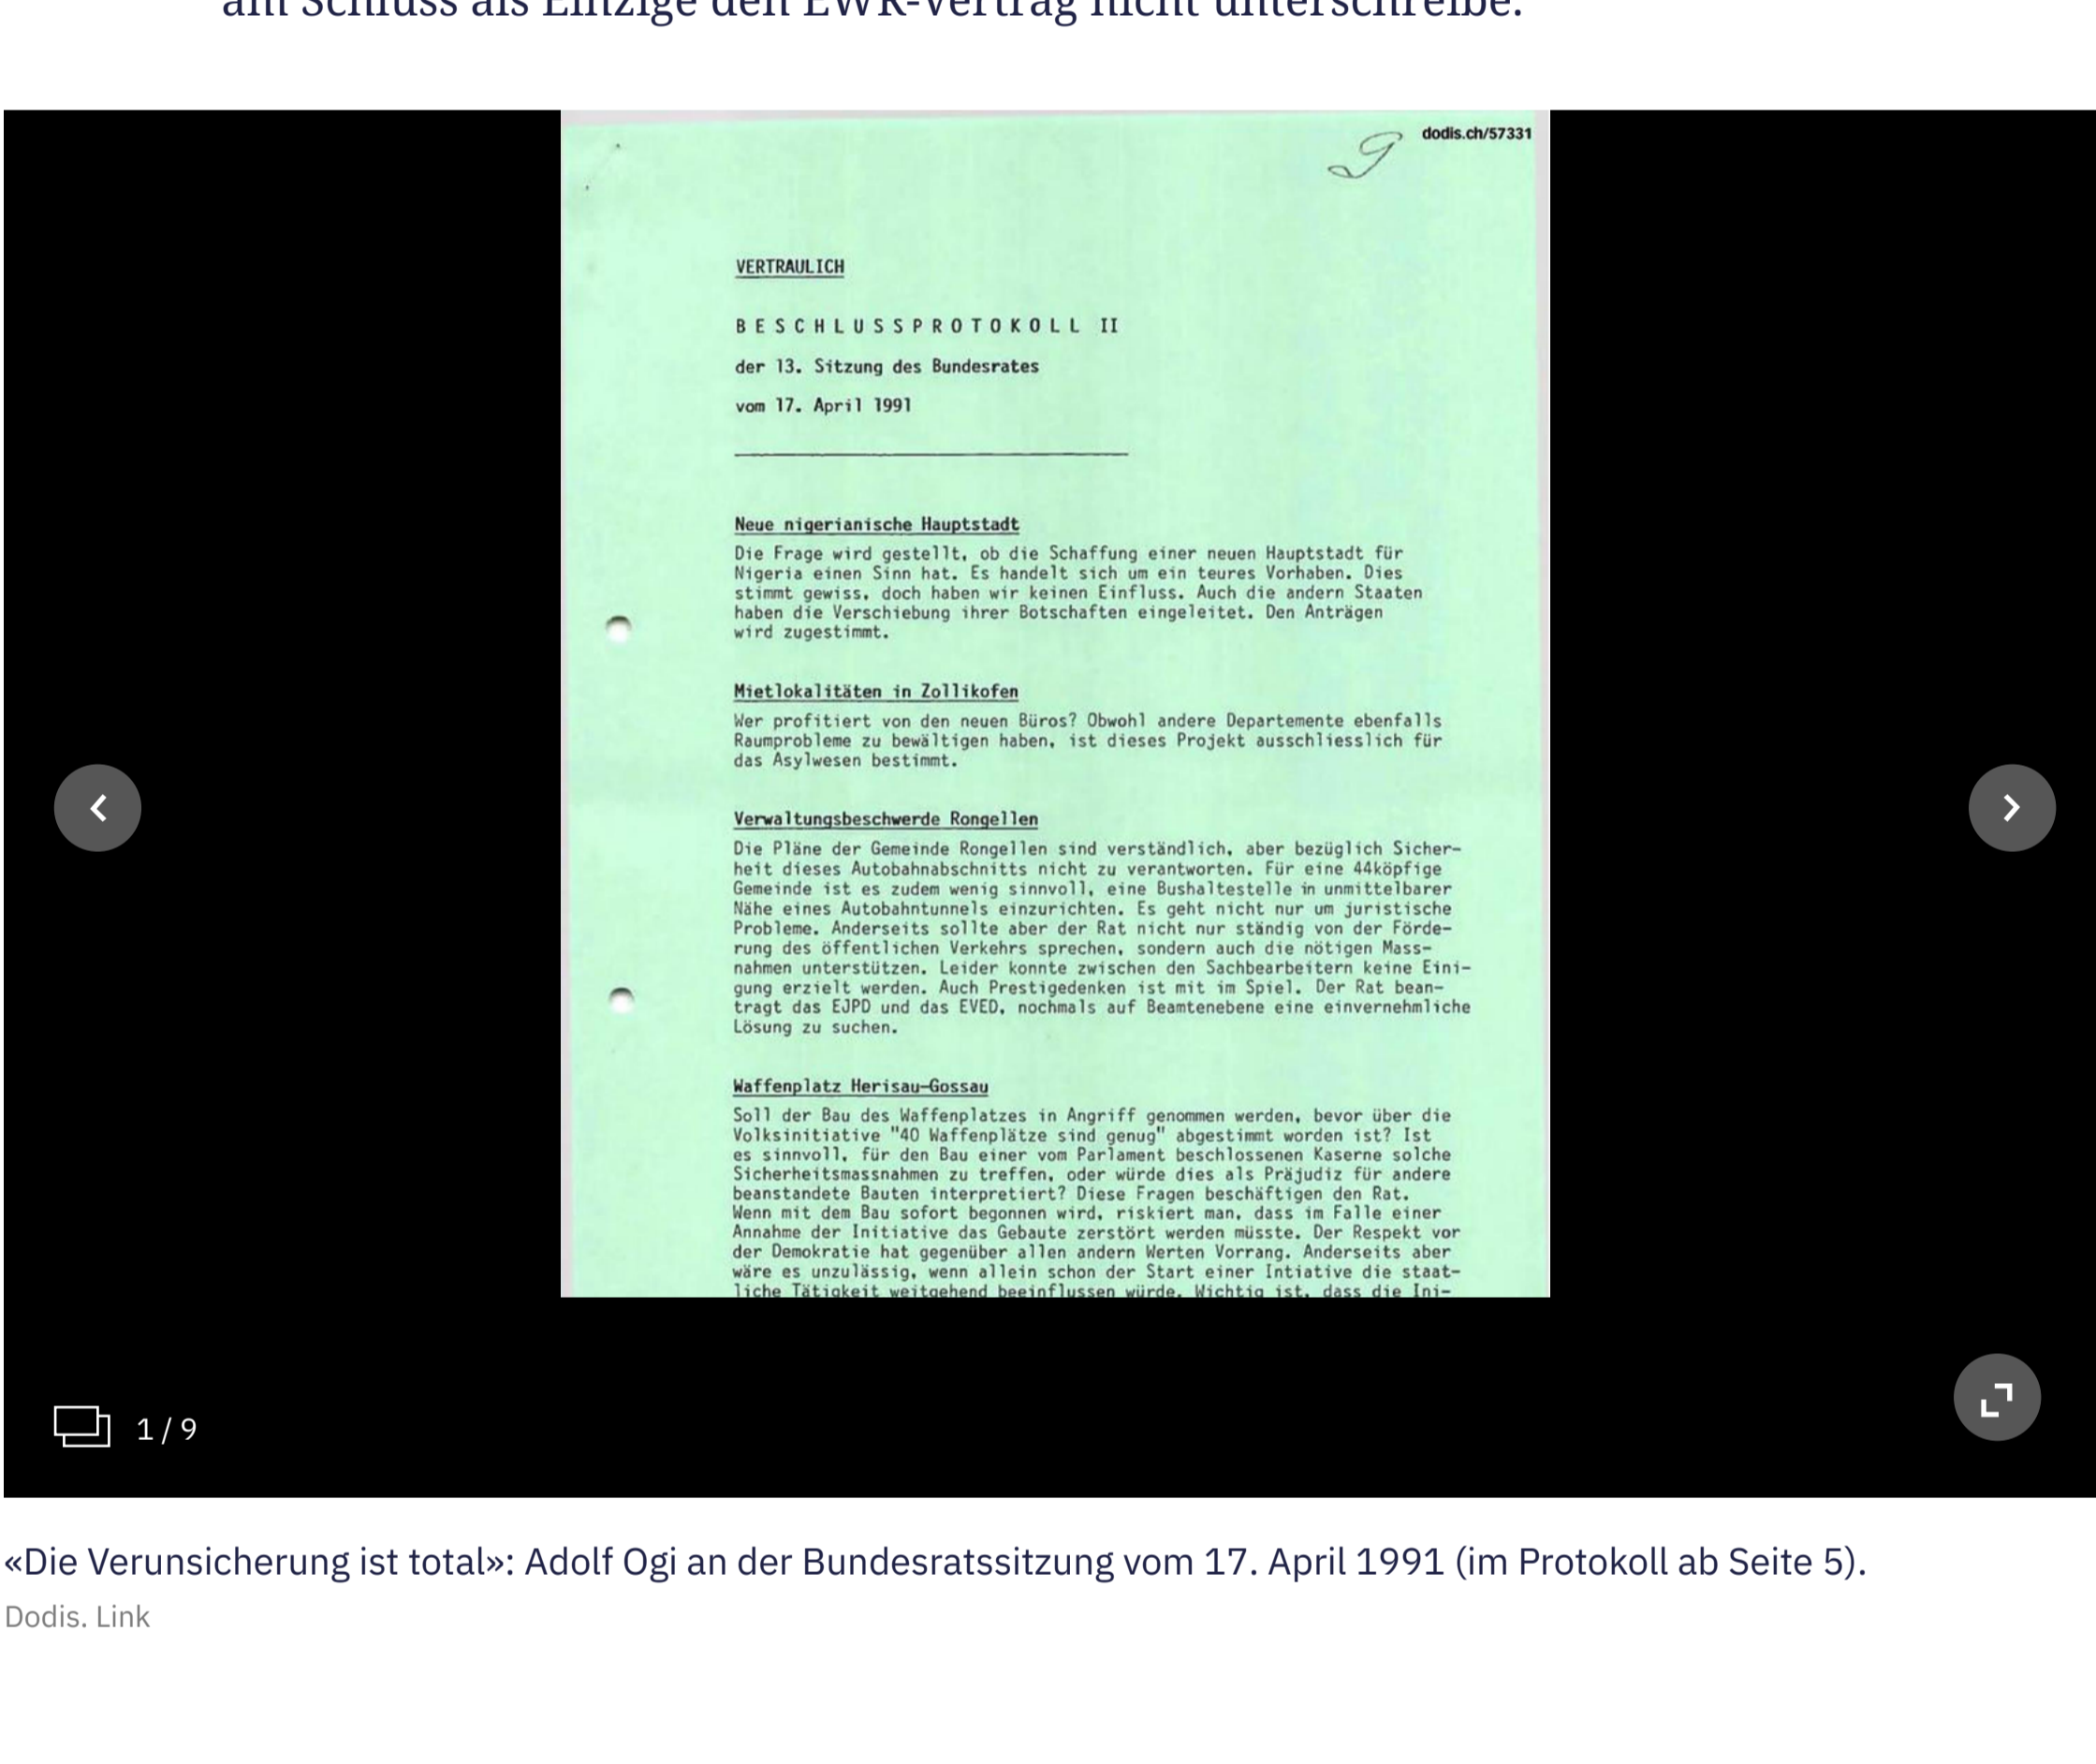 am Schluss als Einzige den EWR-Vertrag nicht unterschreibe.
dodis.ch/57331
VERTRAULICH
BESCHLUSSPROTOKOLL II
der 13. Sitzung des Bundesrates
vom 17. April 1991
Neue nigerianische Hauptstadt
Die Frage wird gestellt, ob die Schaffung einer neuen Hauptstadt für
Nigeria einen Sinn hat. Es handelt sich um ein teures Vorhaben. Dies
stimmt gewiss, doch haben wir keinen Einfluss. Auch die andern Staaten
haben die Verschiebung ihrer Botschaften eingeleitet. Den Anträgen
wird zugestimmt.
Mietlokalitäten in Zollikofen
Wer profitiert von den neuen Büros? Obwohl andere Departemente ebenfalls
Raumprobleme zu bewältigen haben, ist dieses Projekt ausschliesslich für
das Asylwesen bestimmt.
Verwaltungsbeschwerde Rongellen
Die Pläne der Gemeinde Rongellen sind verständlich, aber bezüglich Sicher-
heit dieses Autobahnabschnitts nicht zu verantworten. Für eine 44köpfige
Gemeinde ist es zudem wenig sinnvoll, eine Bushaltestelle in unmittelbarer
Nähe eines Autobahntunnels einzurichten. Es geht nicht nur um juristische
Probleme. Anderseits sollte aber der Rat nicht nur ständig von der Förde-
rung des öffentlichen Verkehrs sprechen, sondern auch die nötigen Mass-
nahmen unterstützen. Leider konnte zwischen den Sachbearbeitern keine Eini-
gung erzielt werden. Auch Prestigedenken ist mit im Spiel. Der Rat bean-
tragt das EJPD und das EVED, nochmals auf Beamtenebene eine einvernehmliche
Lösung zu suchen.
Waffenplatz Herisau-Gossau
Soll der Bau des Waffenplatzes in Angriff genommen werden, bevor über die
Volksinitiative "40 Waffenplätze sind genug" abgestimmt worden ist? Ist
es sinnvoll, für den Bau einer vom Parlament beschlossenen Kaserne solche
Sicherheitsmassnahmen zu treffen, oder würde dies als Präjudiz für andere
beanstandete Bauten interpretiert? Diese Fragen beschäftigen den Rat.
Wenn mit dem Bau sofort begonnen wird, riskiert man, dass im Falle einer
Annahme der Initiative das Gebaute zerstört werden müsste. Der Respekt vor
der Demokratie hat gegenüber allen andern Werten Vorrang. Anderseits aber
wäre es unzulässig, wenn allein schon der Start einer Intiative die staat-
liche Tätigkeit weitgehend beeinflussen würde. Wichtig ist, dass die Ini-
1 / 9
«Die Verunsicherung ist total»: Adolf Ogi an der Bundesratssitzung vom 17. April 1991 (im Protokoll ab Seite 5).
Dodis. Link